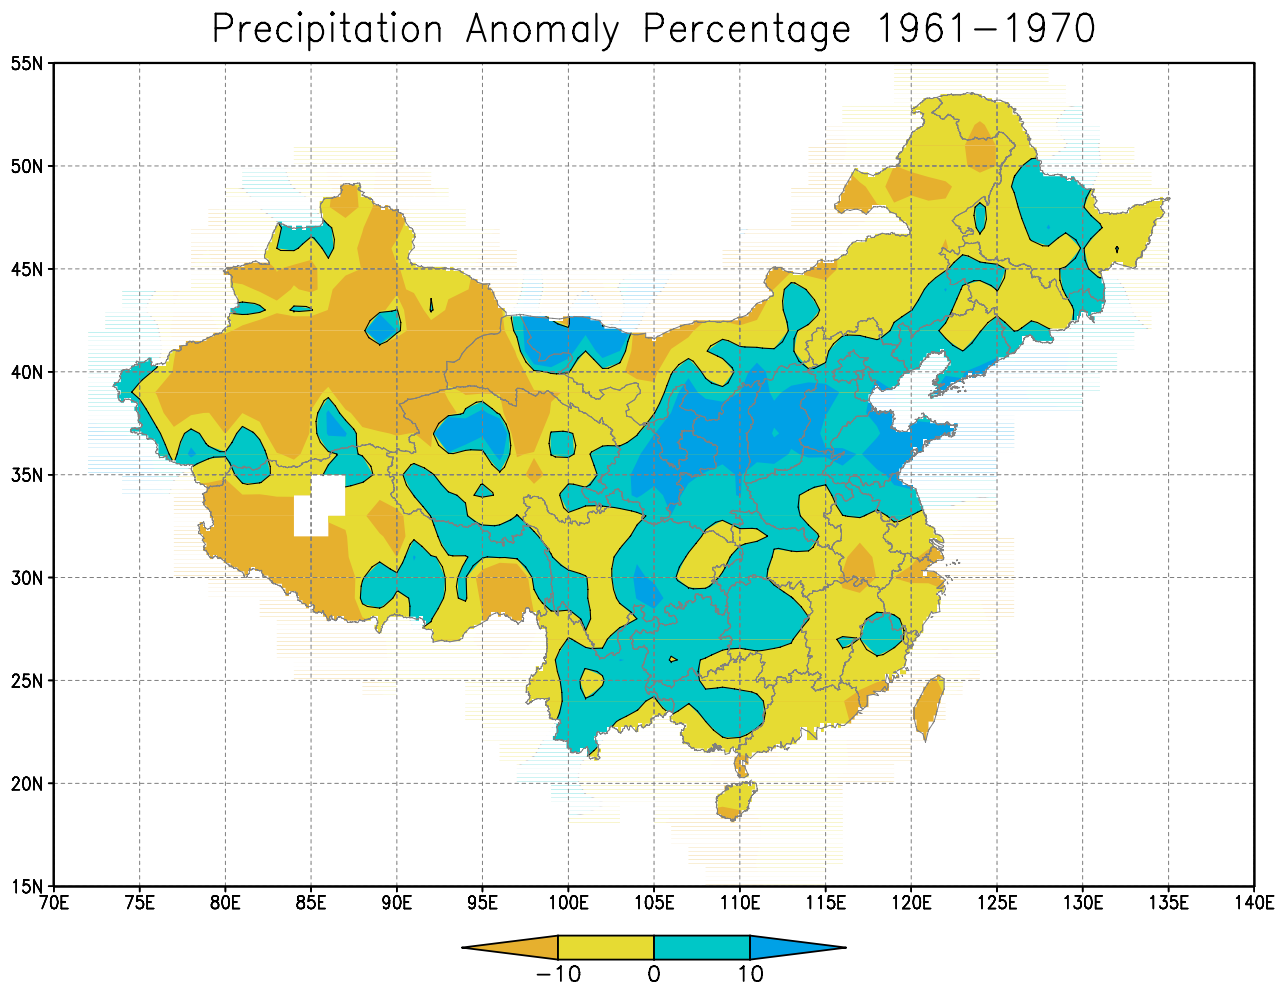 Precipitation Anomaly Percentage 1961-1970
55N
50N
45N
40N
35N
30N
25N
20N
15N
70E 75E 80E 85E 90E 95E 100E 105E 110E 115E 120E 125E 130E 135E 140E
-10 0 10